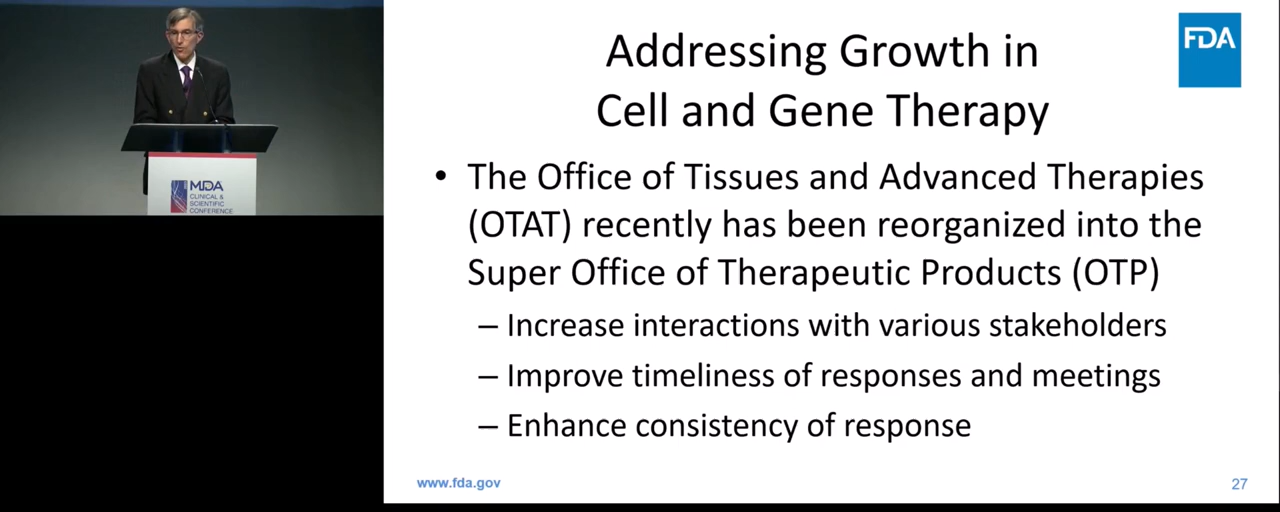 MDA
CLINICAL &
SCIENTIFIC
CONFERENCE
Addressing Growth in
Cell and Gene Therapy
FDA
• The Office of Tissues and Advanced Therapies
(OTAT) recently has been reorganized into the
Super Office of Therapeutic Products (OTP)
– Increase interactions with various stakeholders
– Improve timeliness of responses and meetings
– Enhance consistency of response
www.fda.gov
27